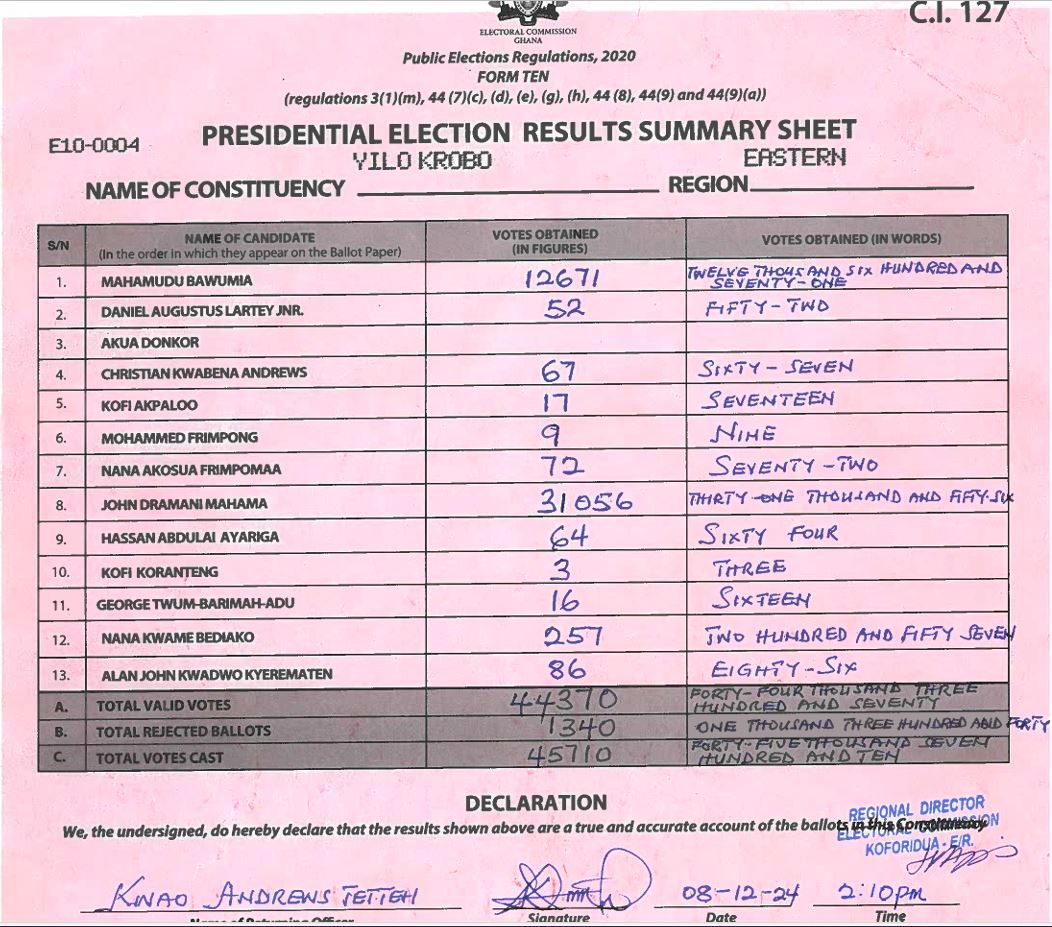 C.I. 127
ELECTORAL COMMISSION
GHANA
Public Elections Regulations, 2020
FORM TEN
(regulations 3(1)(m), 44 (7)(c), (d), (e), (g), (h), 44 (8), 44(9) and 44(9)(a))
E10-0004
PRESIDENTIAL ELECTION RESULTS SUMMARY SHEET
NAME OF CONSTITUENCY YILO KROBO REGION EASTERN
S/N NAME OF CANDIDATE (In the order in which they appear on the Ballot Paper) VOTES OBTAINED (IN FIGURES) VOTES OBTAINED (IN WORDS)
1. MAHAMUDU BAWUMIA 12671 TWELVE THOUSAND SIX HUNDRED AND SEVENTY-ONE
2. DANIEL AUGUSTUS LARTEY JNR. 52 FIFTY-TWO
3. AKUA DONKOR
4. CHRISTIAN KWABENA ANDREWS 67 SIXTY-SEVEN
5. KOFI AKPALOO 17 SEVENTEEN
6. MOHAMMED FRIMPONG 9 NINE
7. NANA AKOSUA FRIMPOMAA 72 SEVENTY-TWO
8. JOHN DRAMANI MAHAMA 31056 THIRTY-ONE THOUSAND AND FIFTY-SIX
9. HASSAN ABDULAI AYARIGA 64 SIXTY FOUR
10. KOFI KORANTENG 3 THREE
11. GEORGE TWUM-BARIMAH-ADU 16 SIXTEEN
12. NANA KWAME BEDIAKO 257 TWO HUNDRED AND FIFTY SEVEN
13. ALAN JOHN KWADWO KYEREMATEN 86 EIGHTY-SIX
A. TOTAL VALID VOTES 44370 FORTY-FOUR THOUSAND THREE HUNDRED AND SEVENTY
B. TOTAL REJECTED BALLOTS 1340 ONE THOUSAND THREE HUNDRED AND FORTY
C. TOTAL VOTES CAST 45710 FORTY-FIVE THOUSAND SEVEN HUNDRED AND TEN
DECLARATION
We, the undersigned, do hereby declare that the results shown above are a true and accurate account of the ballots in this Constituency
REGIONAL DIRECTOR
ELECTORAL COMMISSION
KOFORIDUA - E/R.
KWAO ANDREWS TETTEH 08-12-24 2:10pm
Name of Returning Officer Signature Date Time